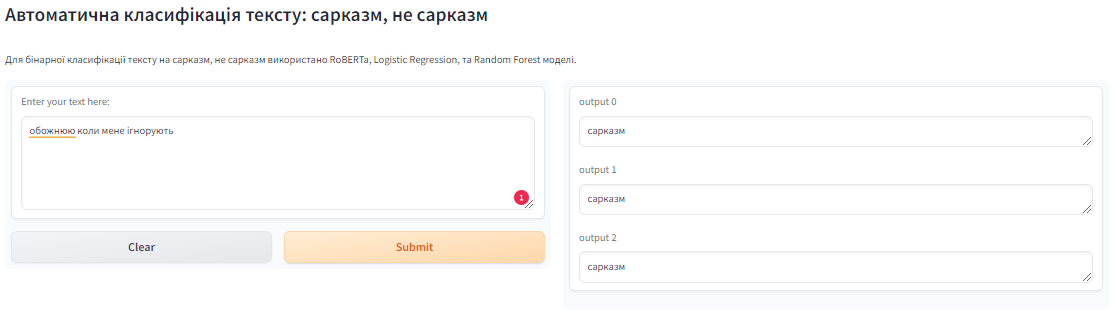 Автоматична класифікація тексту: сарказм, не сарказм
Для бінарної класифікації тексту на сарказм, не сарказм використано RoBERTa, Logistic Regression, та Random Forest моделі.
Enter your text here:
обожнюю коли мене ігнорують
1
Clear
Submit
output 0
сарказм
output 1
сарказм
output 2
сарказм